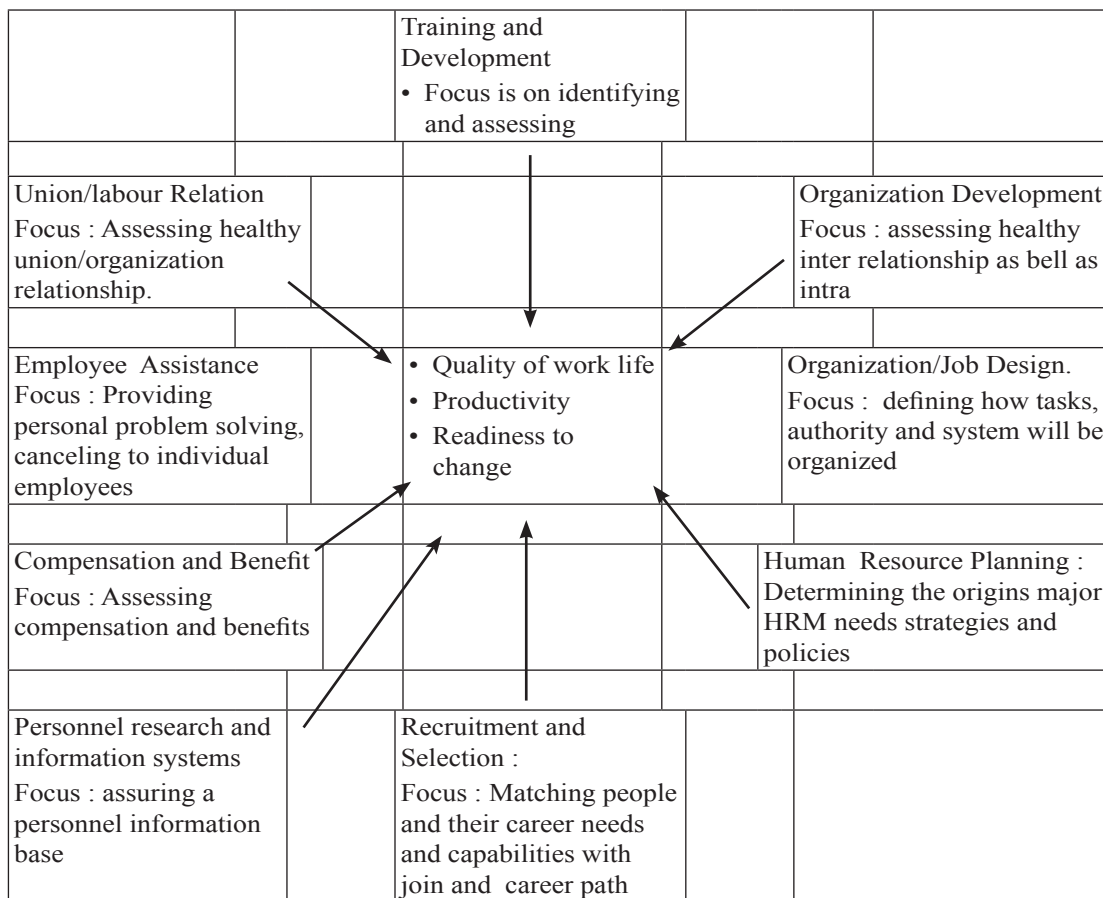 Training and
Development
• Focus is on identifying
and assessing
Union/labour Relation
Focus : Assessing healthy
union/organization
relationship.
Organization Development
Focus : assessing healthy
inter relationship as bell as
intra
Employee Assistance
Focus : Providing
personal problem solving,
canceling to individual
employees
• Quality of work life
• Productivity
• Readiness to
change
Organization/Job Design.
Focus : defining how tasks,
authority and system will be
organized
Compensation and Benefit
Focus : Assessing
compensation and benefits
Human Resource Planning :
Determining the origins major
HRM needs strategies and
policies
Personnel research and
information systems
Focus : assuring a
personnel information
base
Recruitment and
Selection :
Focus : Matching people
and their career needs
and capabilities with
join and career path